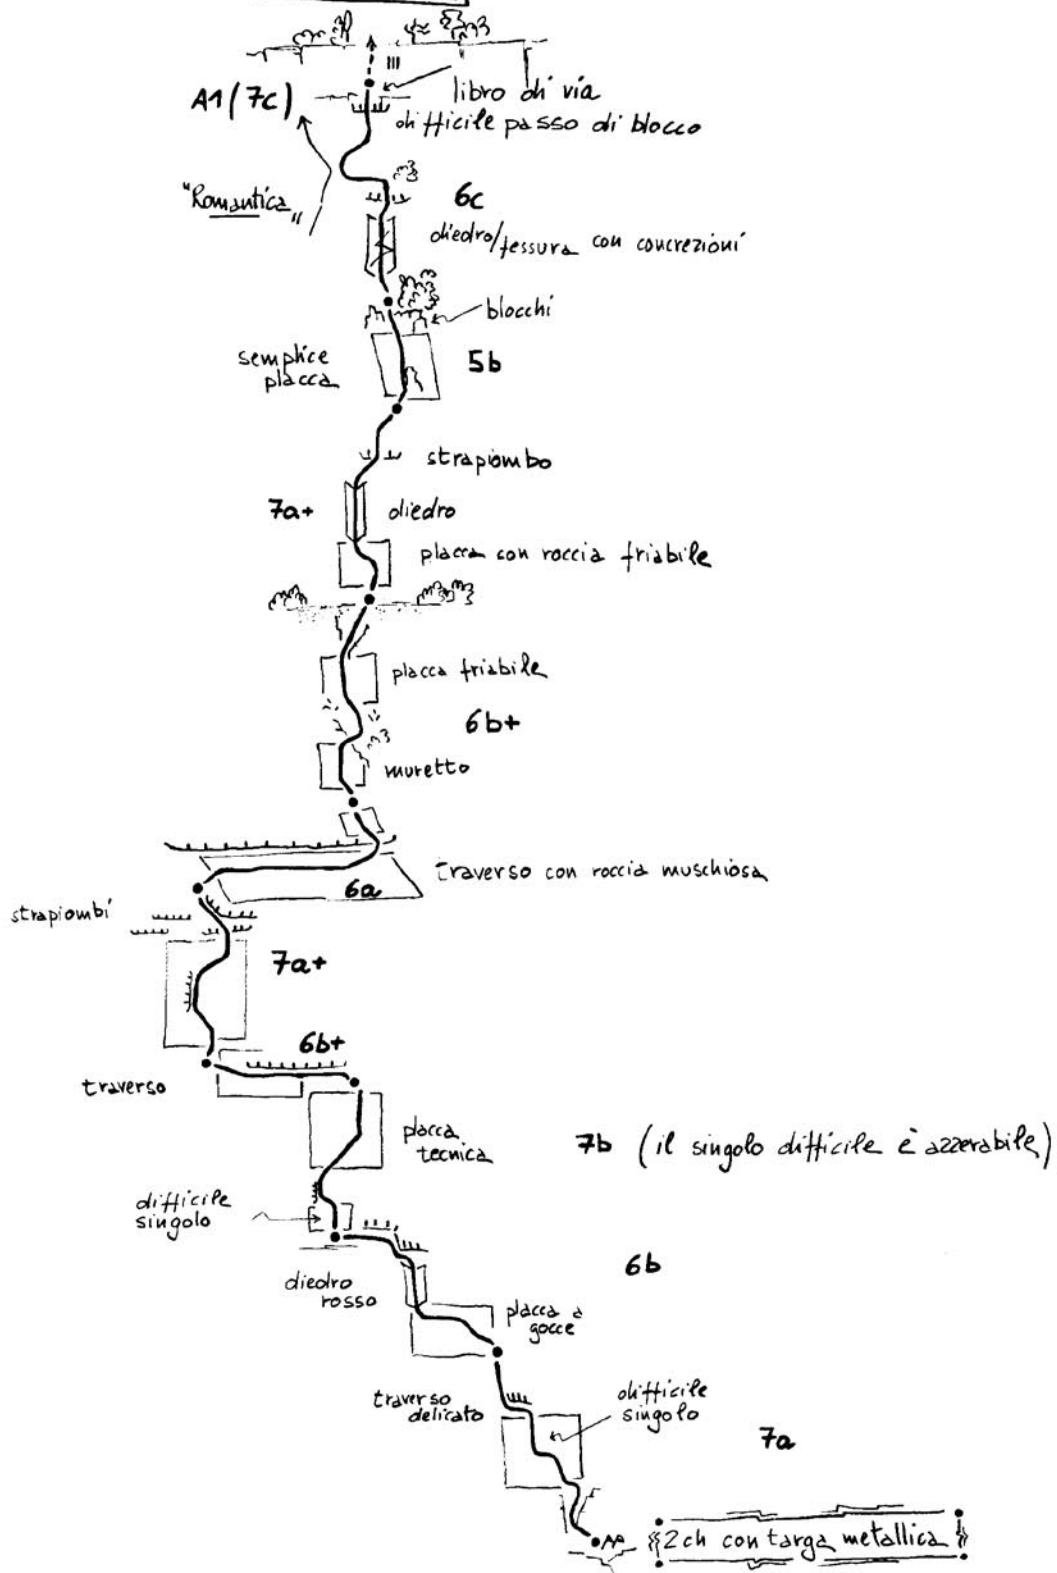 III
libro di via
A1 (7c)
difficile passo di blocco
"Romantica"
6c
diedro/fessura con concrezioni
blocchi
semplice
placca
5b
strapiombo
7a+
diedro
placca con roccia friabile
placca friabile
6b+
muretto
traverso con roccia muschiosa
6a
strapiombi
7a+
6b+
traverso
placca
tecnica
7b (il singolo difficile è azzerabile)
difficile
singolo
6b
diedro
rosso
placca a
gocce
traverso
delicato
difficile
singolo
7a
2 ch con targa metallica